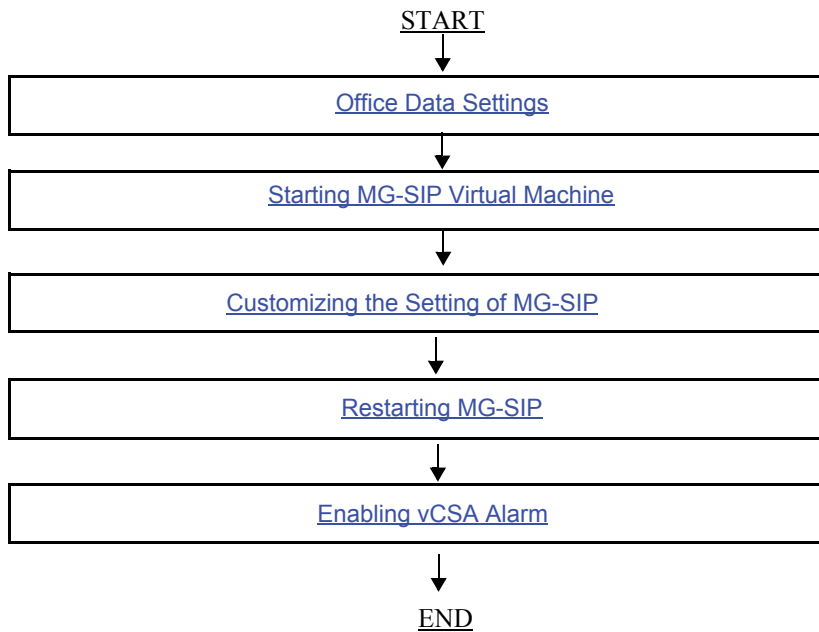 START
Office Data Settings
Starting MG-SIP Virtual Machine
Customizing the Setting of MG-SIP
Restarting MG-SIP
Enabling vCSA Alarm
END